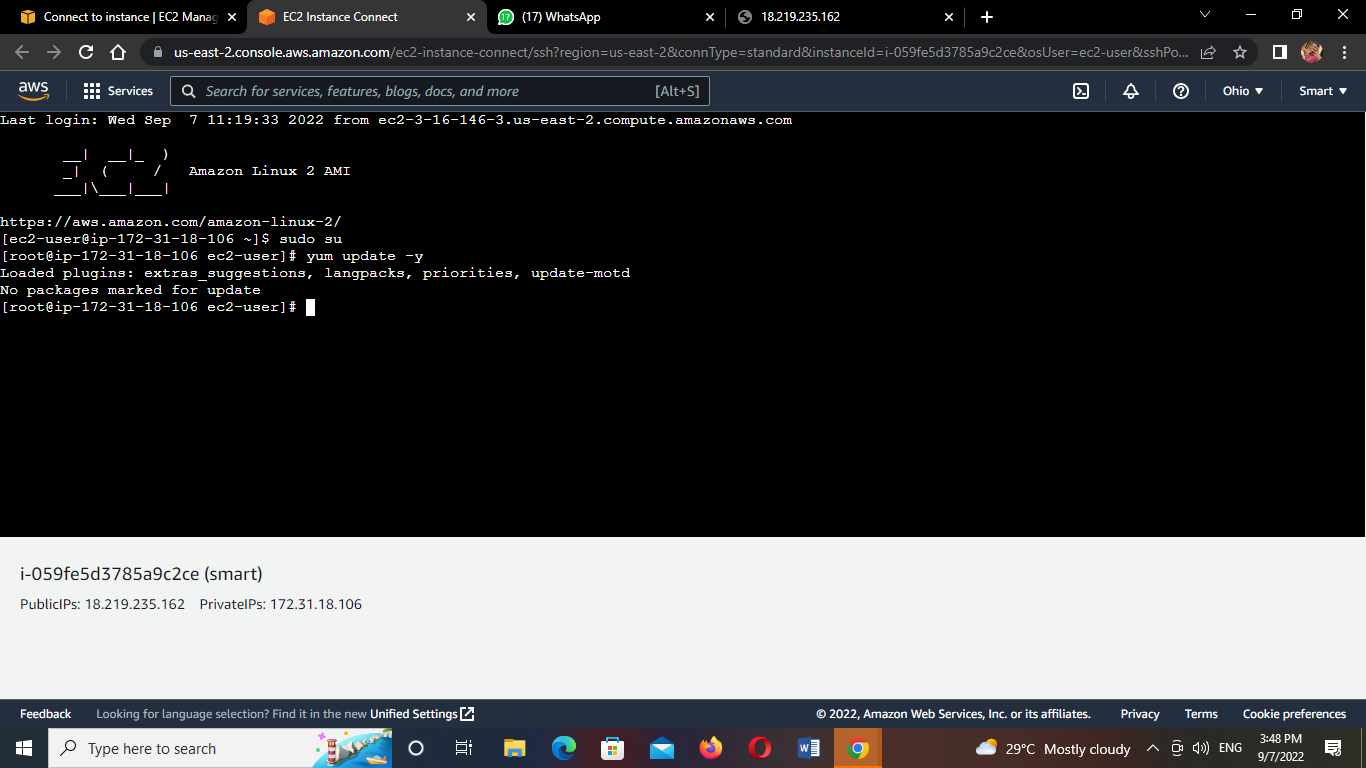 Connect to instance | EC2 Manag
EC2 Instance Connect
(17) WhatsApp
18.219.235.162
us-east-2.console.aws.amazon.com/ec2-instance-connect/ssh?region=us-east-2&connType=standard&instanceId=i-059fe5d3785a9c2ce&osUser=ec2-user&sshPo...
aws
Services
Search for services, features, blogs, docs, and more
[Alt+S]
Ohio
Smart
Last login: Wed Sep  7 11:19:33 2022 from ec2-3-16-146-3.us-east-2.compute.amazonaws.com
       __|  __|_  )
       _|  (     /   Amazon Linux 2 AMI
      ___|\___|___|
https://aws.amazon.com/amazon-linux-2/
[ec2-user@ip-172-31-18-106 ~]$ sudo su
[root@ip-172-31-18-106 ec2-user]# yum update -y
Loaded plugins: extras_suggestions, langpacks, priorities, update-motd
No packages marked for update
[root@ip-172-31-18-106 ec2-user]#
i-059fe5d3785a9c2ce (smart)
PublicIPs: 18.219.235.162 PrivateIPs: 172.31.18.106
Feedback
Looking for language selection? Find it in the new Unified Settings
© 2022, Amazon Web Services, Inc. or its affiliates.
Privacy
Terms
Cookie preferences
Type here to search
29°C Mostly cloudy
ENG
3:48 PM
9/7/2022